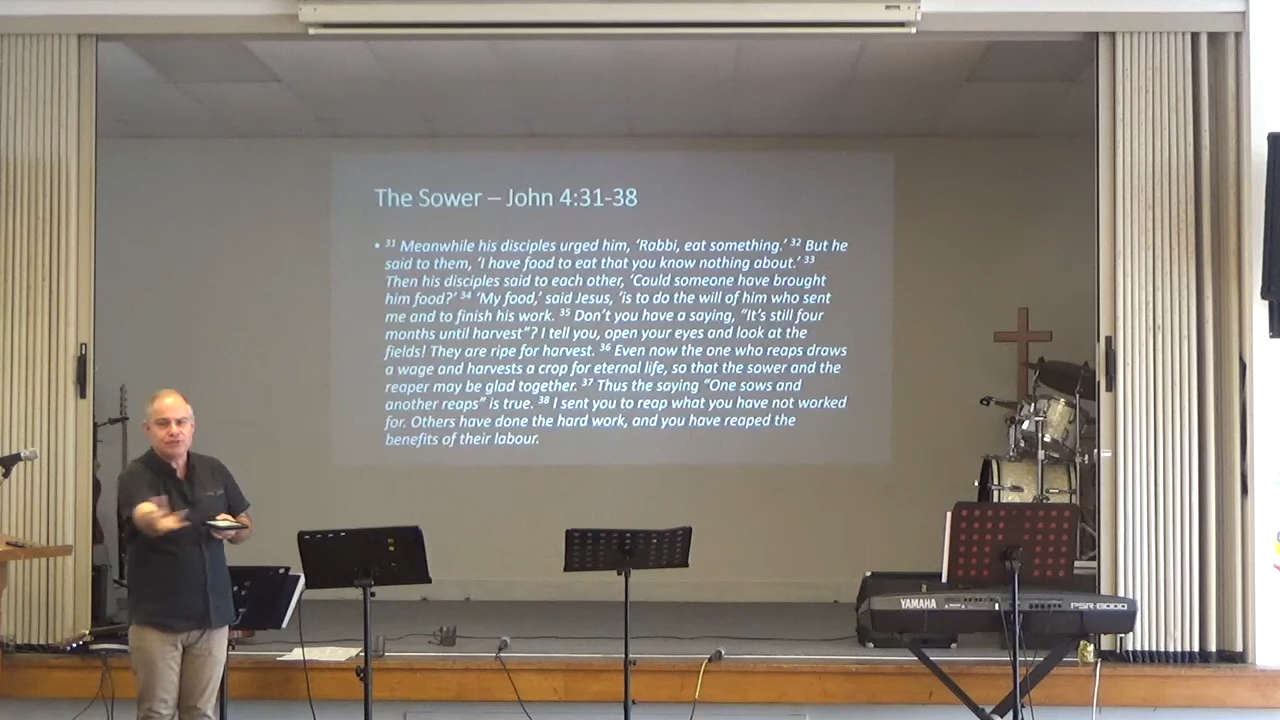 The Sower – John 4:31-38
• ³¹ Meanwhile his disciples urged him, ‘Rabbi, eat something.’ ³² But he
said to them, ‘I have food to eat that you know nothing about.’ ³³
Then his disciples said to each other, ‘Could someone have brought
him food?’ ³⁴ ‘My food,’ said Jesus, ‘is to do the will of him who sent
me and to finish his work. ³⁵ Don’t you have a saying, “It’s still four
months until harvest”? I tell you, open your eyes and look at the
fields! They are ripe for harvest. ³⁶ Even now the one who reaps draws
a wage and harvests a crop for eternal life, so that the sower and the
reaper may be glad together. ³⁷ Thus the saying “One sows and
another reaps” is true. ³⁸ I sent you to reap what you have not worked
for. Others have done the hard work, and you have reaped the
benefits of their labour.
YAMAHA
PSR-8000